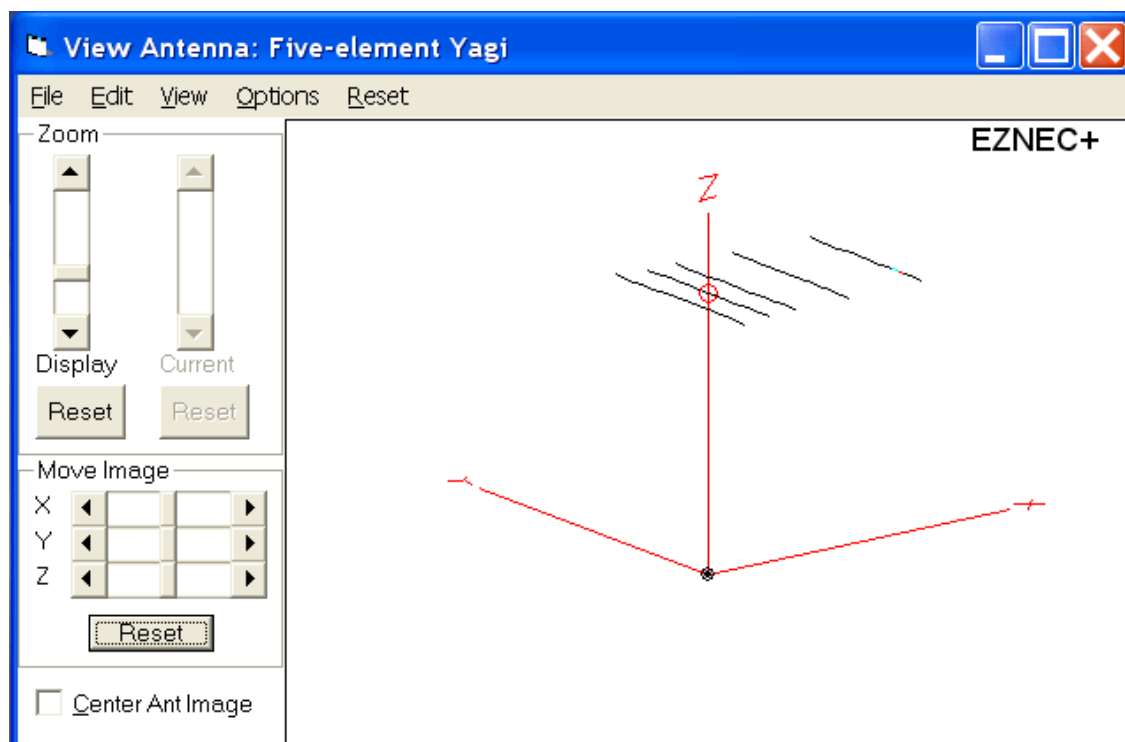 View Antenna: Five-element Yagi
File Edit View Options Reset
Zoom
EZNEC+
Z
Display Current
Reset Reset
Move Image
X
Y
Z
Reset
Center Ant Image
Y
X